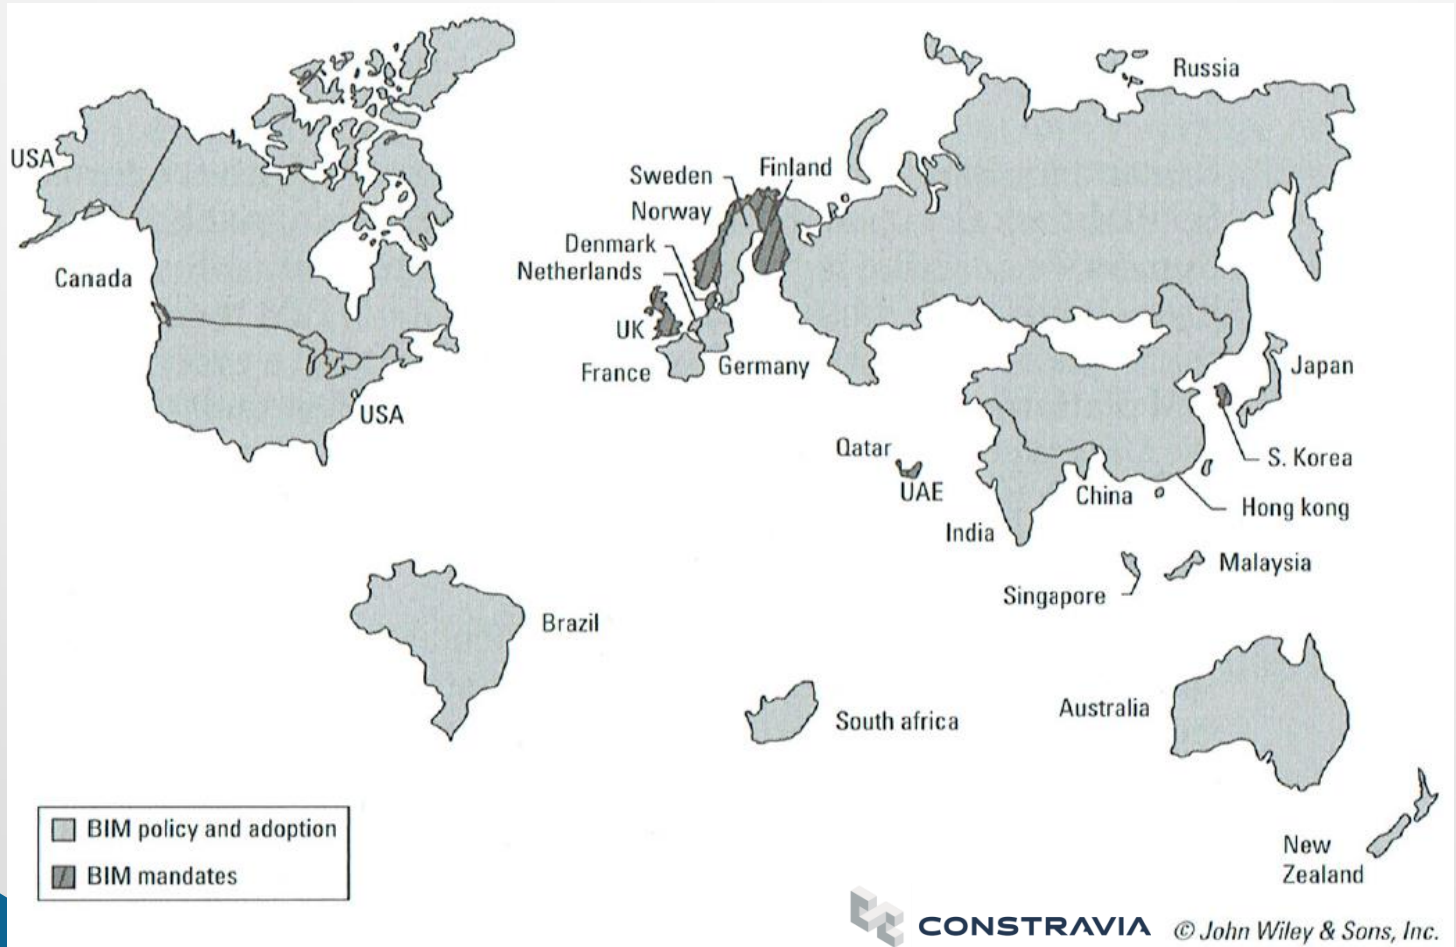 Russia
USA
Sweden
Finland
Norway
Denmark
Netherlands
Canada
UK
France
Germany
Japan
USA
Qatar
S. Korea
UAE
China
Hong kong
India
Malaysia
Singapore
Brazil
Australia
South africa
BIM policy and adoption
BIM mandates
New
Zealand
CONSTRAVIA
© John Wiley & Sons, Inc.